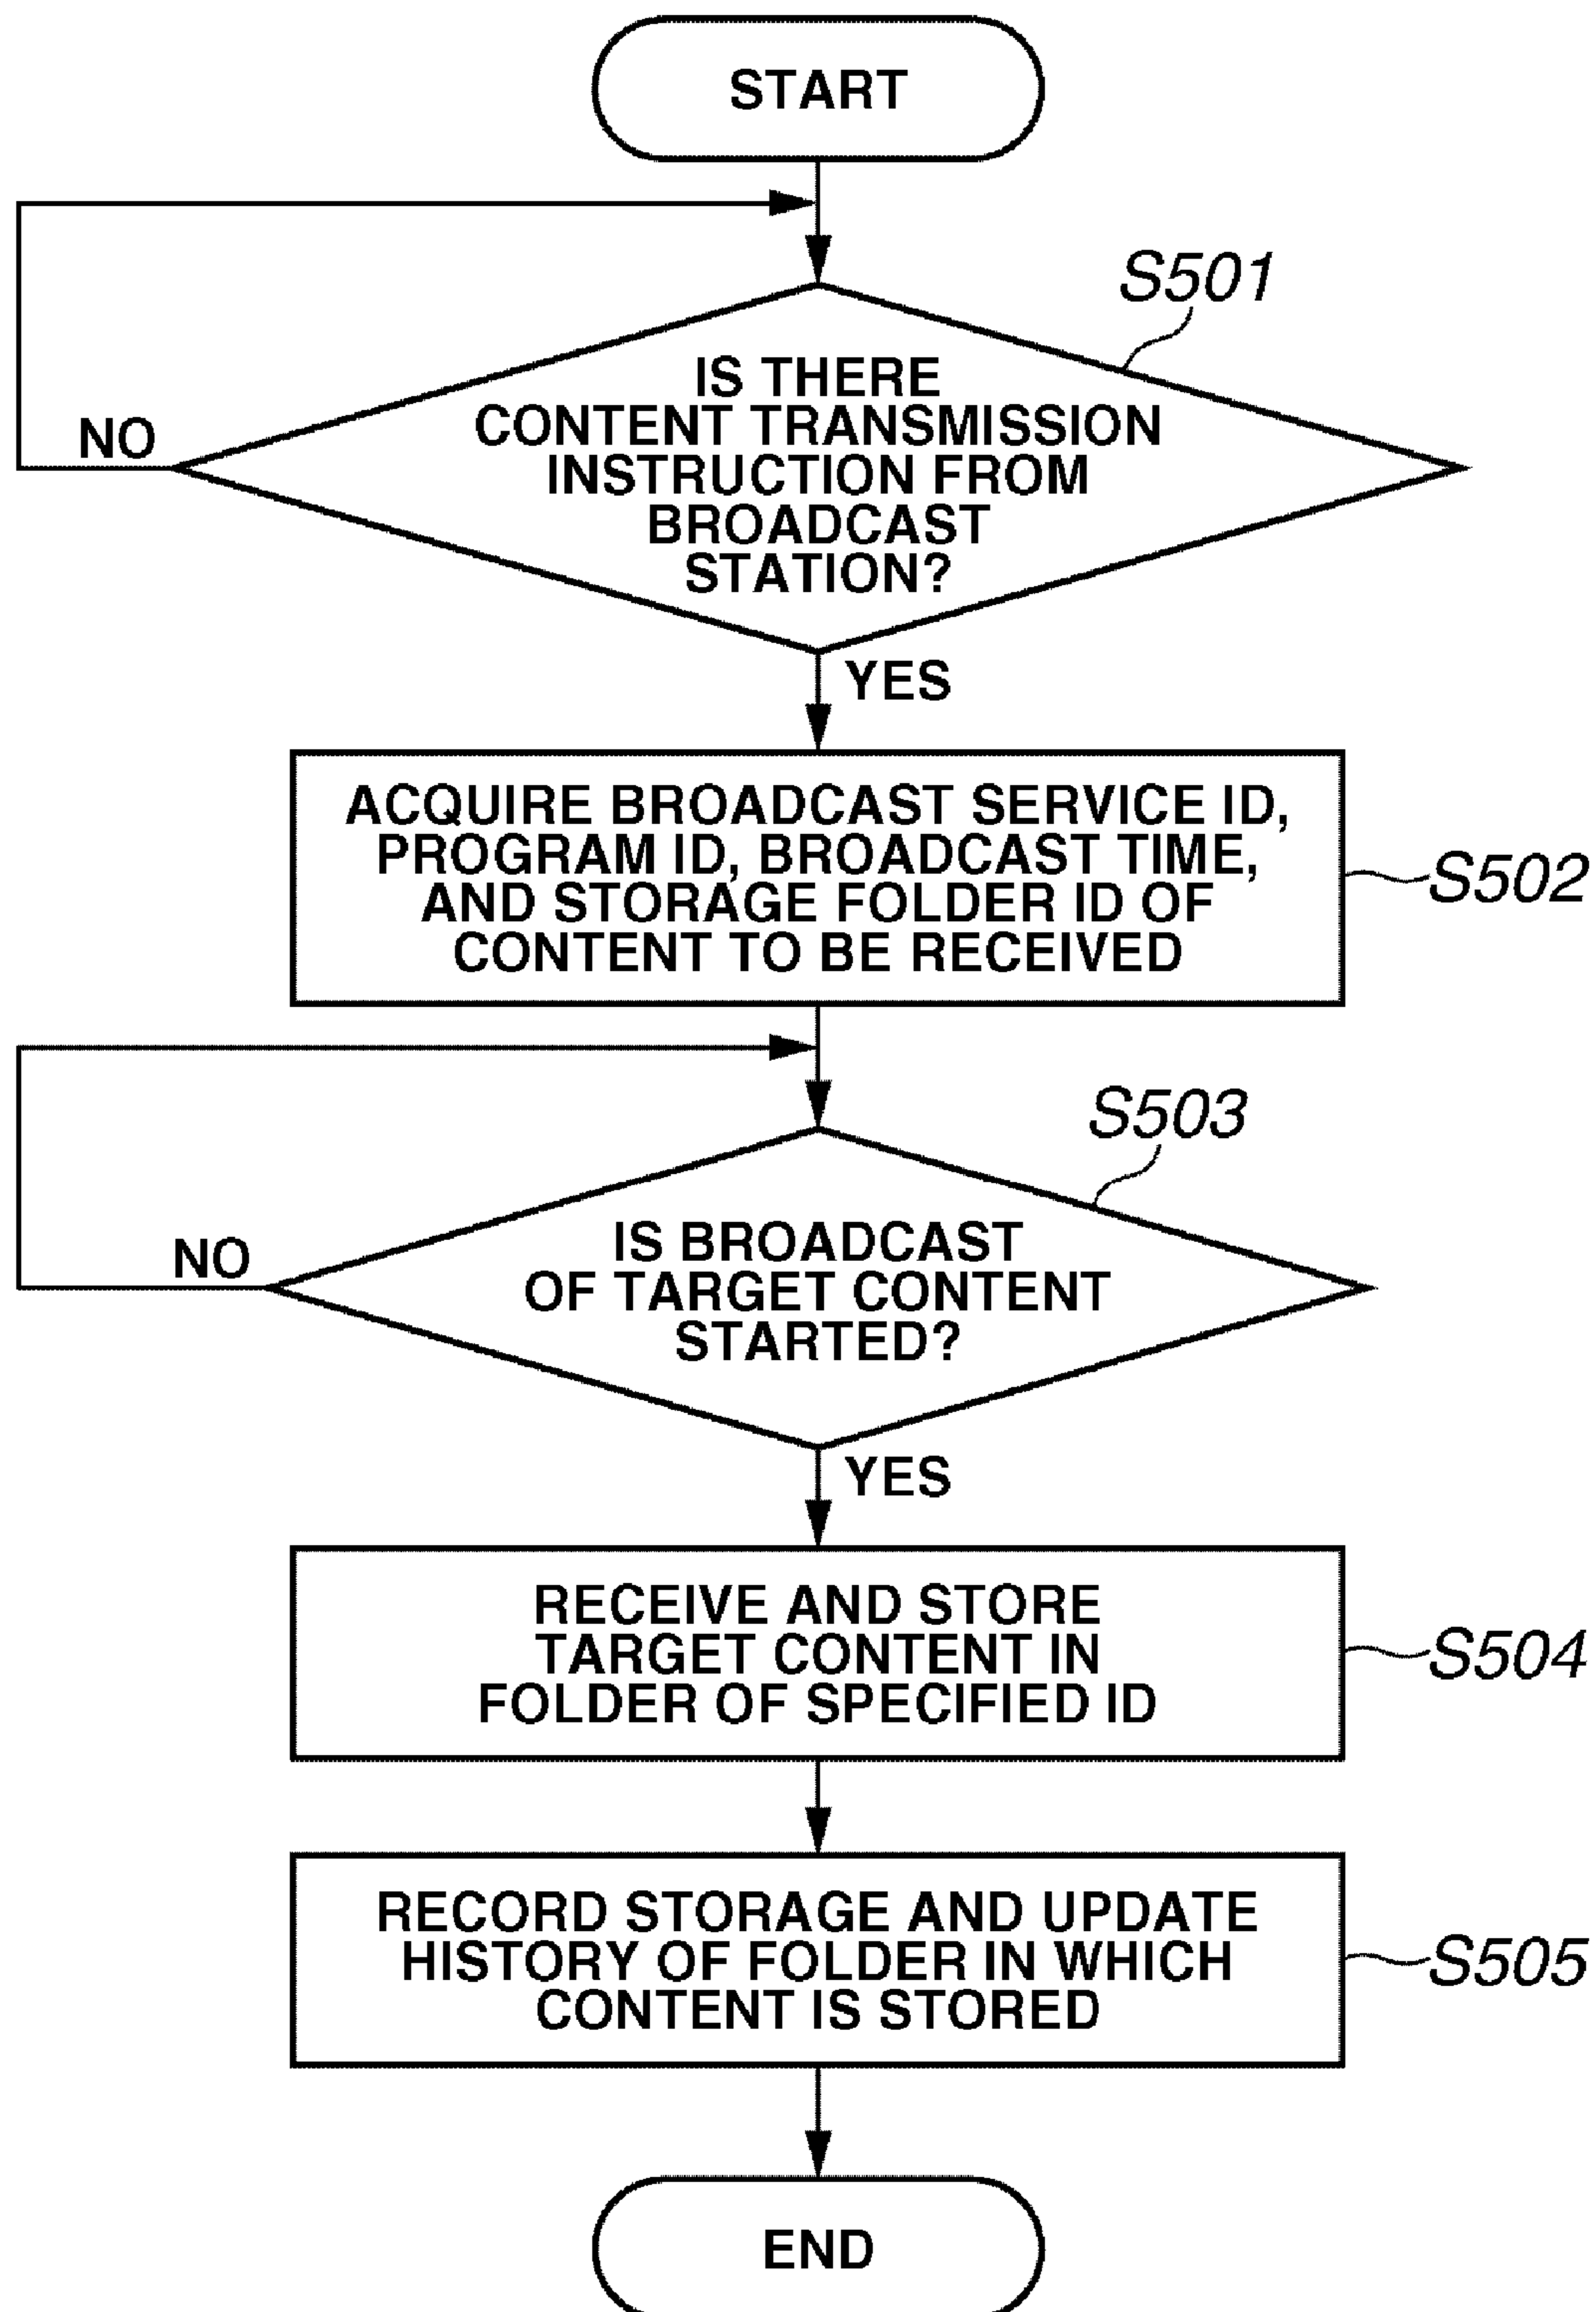 START
S501
IS THERE
CONTENT TRANSMISSION
INSTRUCTION FROM
BROADCAST
STATION?
NO
YES
ACQUIRE BROADCAST SERVICE ID,
PROGRAM ID, BROADCAST TIME,
AND STORAGE FOLDER ID OF
CONTENT TO BE RECEIVED
S502
S503
IS BROADCAST
OF TARGET CONTENT
STARTED?
NO
YES
RECEIVE AND STORE
TARGET CONTENT IN
FOLDER OF SPECIFIED ID
S504
RECORD STORAGE AND UPDATE
HISTORY OF FOLDER IN WHICH
CONTENT IS STORED
S505
END